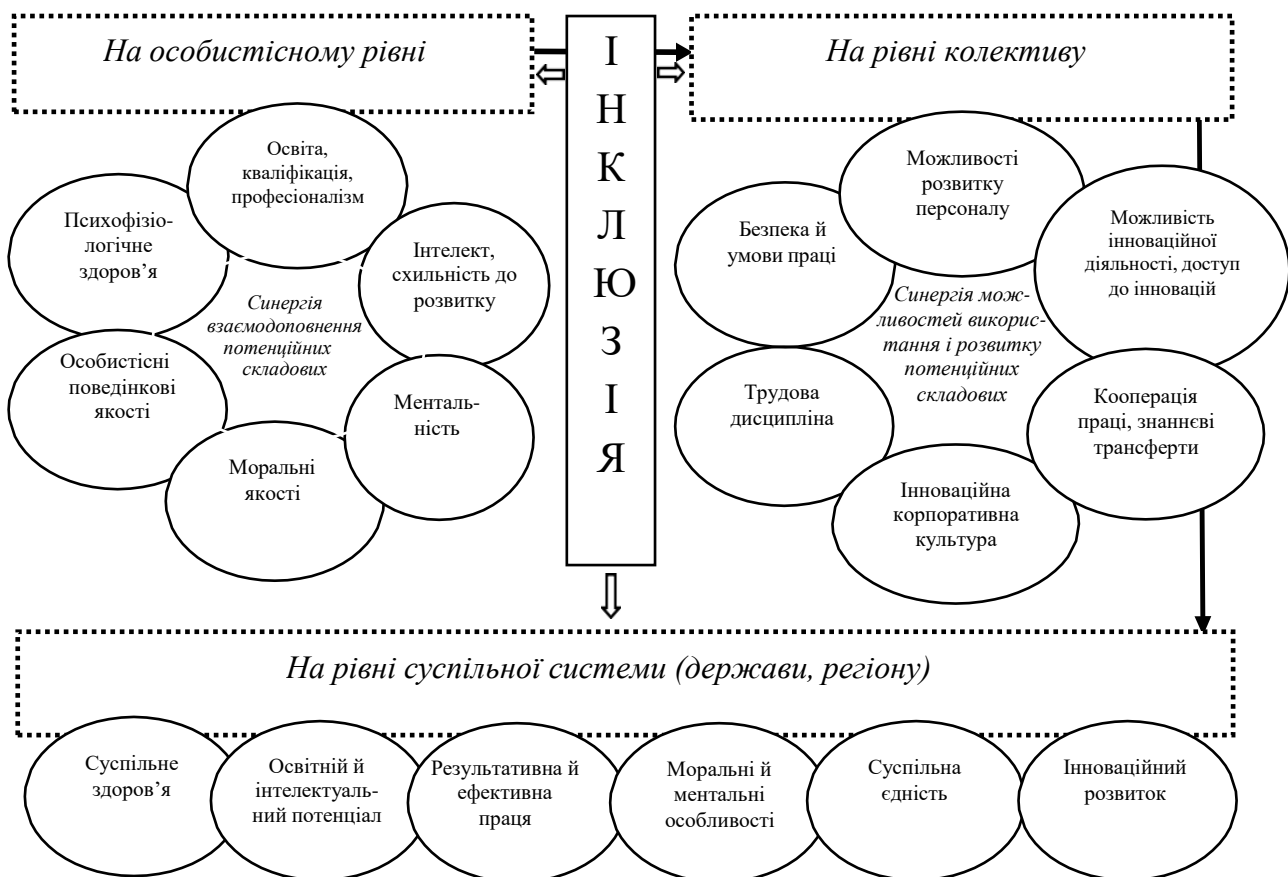 На особистісному рівні
Освіта,
кваліфікація,
професіоналізм
Психофізіо-
логічне
здоров’я
Інтелект,
схильність до
розвитку
Синергія
взаємодоповнення
потенційних
складових
Особистісні
поведінкові
якості
Менталь-
ність
Моральні
якості
І
Н
К
Л
Ю
З
І
Я
На рівні колективу
Можливості
розвитку
персоналу
Безпека й
умови праці
Можливість
інноваційної
діяльності, доступ
до інновацій
Синергія мож-
ливостей викорис-
тання і розвитку
потенційних
складових
Трудова
дисципліна
Кооперація
праці, знаннєві
трансферти
Інноваційна
корпоративна
культура
На рівні суспільної системи (держави, регіону)
Суспільне
здоров’я
Освітній й
інтелектуаль-
ний потенціал
Результативна й
ефективна
праця
Моральні й
ментальні
особливості
Суспільна
єдність
Інноваційний
розвиток